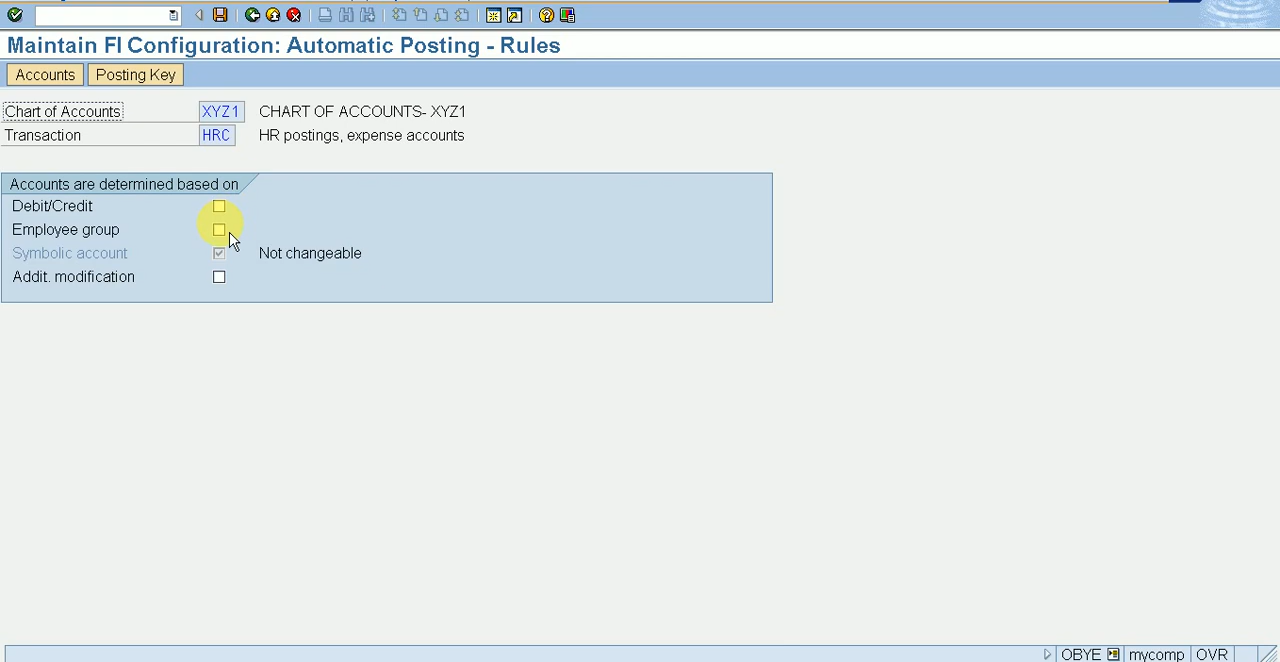 Maintain FI Configuration: Automatic Posting - Rules
Accounts Posting Key
Chart of Accounts XYZ1 CHART OF ACCOUNTS- XYZ1
Transaction HRC HR postings, expense accounts
Accounts are determined based on
Debit/Credit
Employee group
Symbolic account Not changeable
Addit. modification
OBYE mycomp OVR